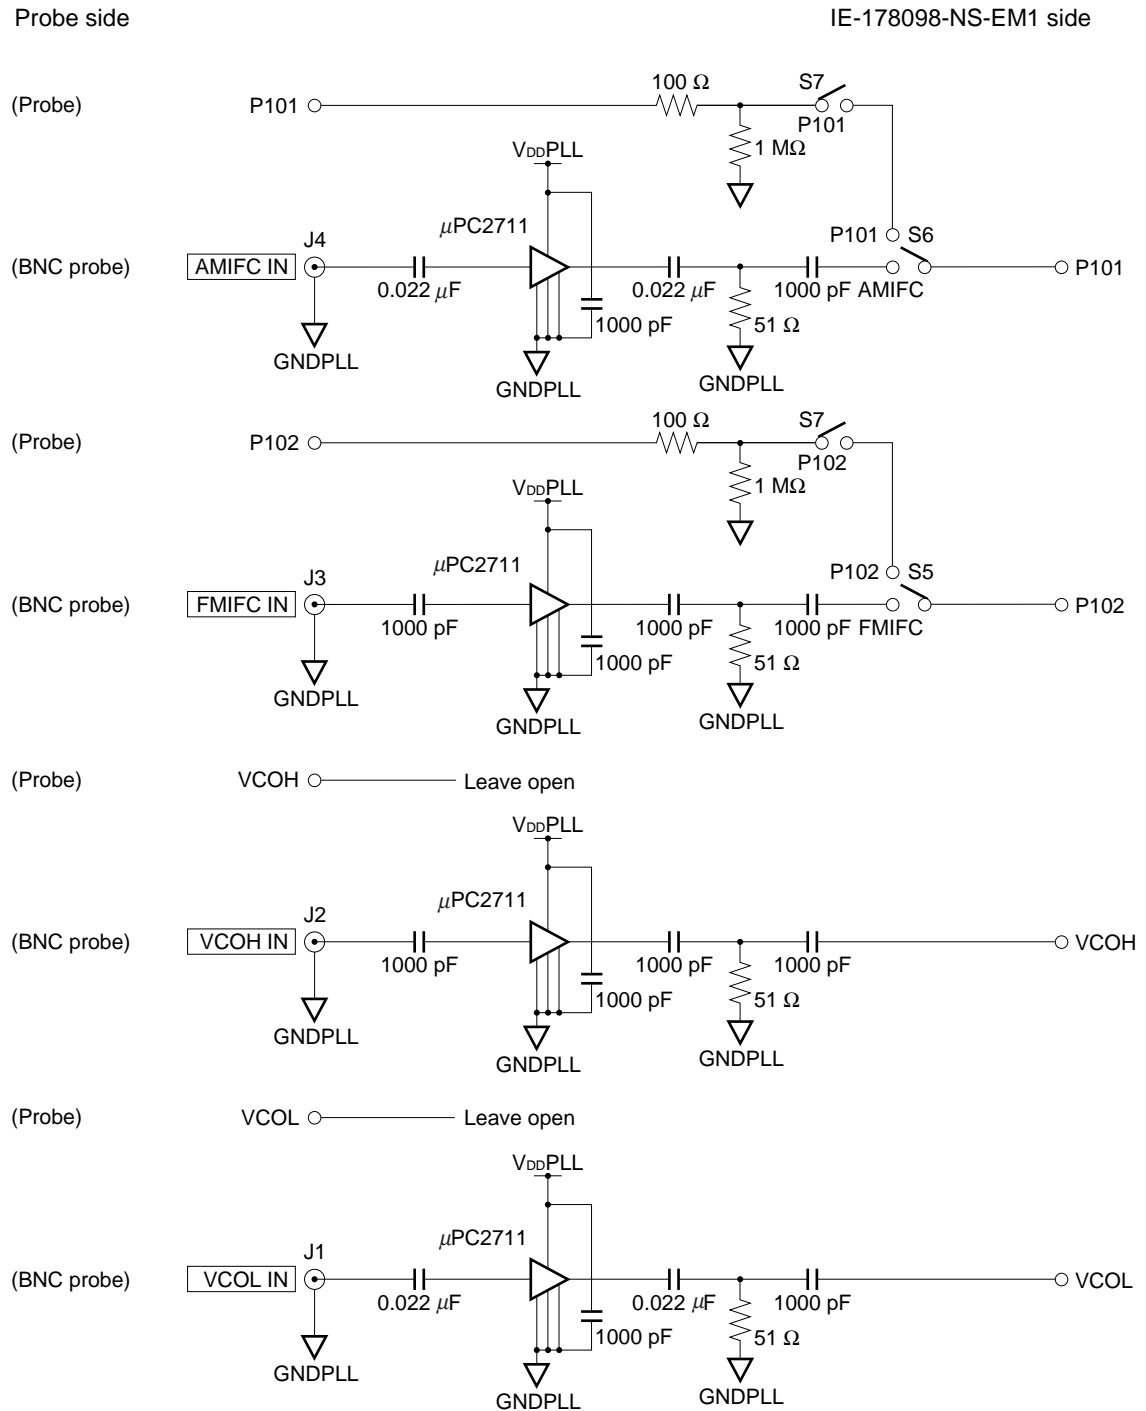 Probe side
IE-178098-NS-EM1 side
(Probe)
P101
100 Ω
S7
P101
1 MΩ
VDDPLL
μPC2711
P101
S6
(BNC probe)
AMIFC IN
J4
0.022 μF
0.022 μF
1000 pF
AMIFC
P101
1000 pF
51 Ω
GNDPLL
GNDPLL
GNDPLL
(Probe)
P102
100 Ω
S7
P102
1 MΩ
VDDPLL
μPC2711
P102
S5
(BNC probe)
FMIFC IN
J3
1000 pF
1000 pF
1000 pF
FMIFC
P102
1000 pF
51 Ω
GNDPLL
GNDPLL
GNDPLL
(Probe)
VCOH
Leave open
VDDPLL
μPC2711
(BNC probe)
VCOH IN
J2
1000 pF
1000 pF
1000 pF
VCOH
1000 pF
51 Ω
GNDPLL
GNDPLL
GNDPLL
(Probe)
VCOL
Leave open
VDDPLL
μPC2711
(BNC probe)
VCOL IN
J1
0.022 μF
0.022 μF
1000 pF
VCOL
1000 pF
51 Ω
GNDPLL
GNDPLL
GNDPLL